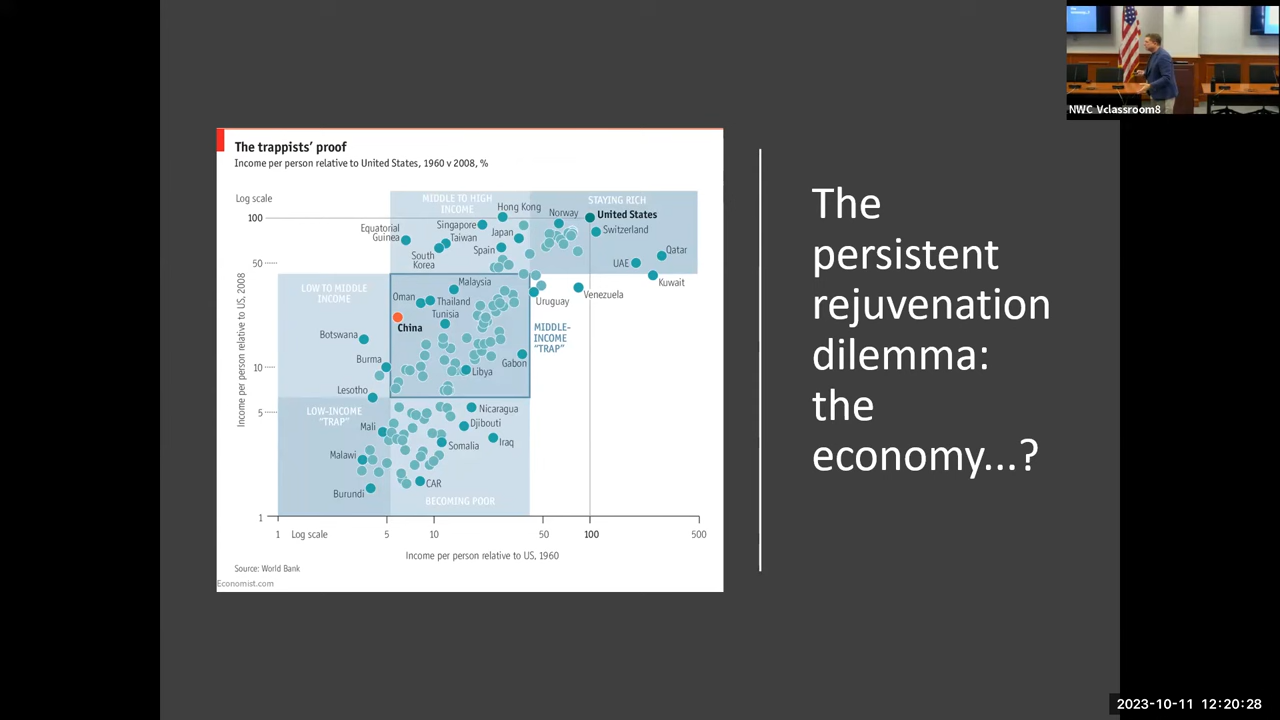 NWC Vclassroom8
The trappists' proof
Income per person relative to United States, 1960 v 2008, %
Log scale
100
50
10
5
1
Income per person relative to US, 2008
MIDDLE TO HIGH
INCOME
STAYING RICH
Hong Kong
Norway
United States
Singapore
Switzerland
Equatorial
Guinea
Taiwan
Japan
South
Korea
Spain
Qatar
UAE
Kuwait
LOW TO MIDDLE
INCOME
Malaysia
Oman
Thailand
Uruguay
Venezuela
Tunisia
China
MIDDLE-
INCOME
"TRAP"
Botswana
Burma
Gabon
Libya
Lesotho
LOW-INCOME
"TRAP"
Nicaragua
Mali
Djibouti
Somalia
Iraq
Malawi
CAR
Burundi
BECOMING POOR
1
Log scale
5
10
50
100
500
Income per person relative to US, 1960
Source: World Bank
Economist.com
The
persistent
rejuvenation
dilemma:
the
economy...?
2023-10-11 12:20:28